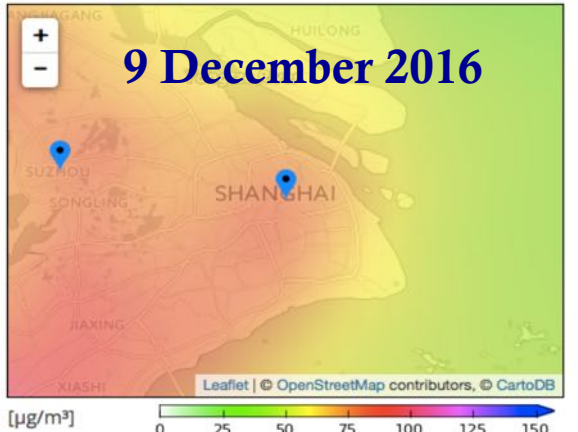 ANGJIAGANG
HUILONG
+
−
9 December 2016
SUZHOU
SHANGHAI
SONGLING
JIAXING
XIASHI
Leaflet | © OpenStreetMap contributors, © CartoDB
[µg/m³]
0 25 50 75 100 125 150